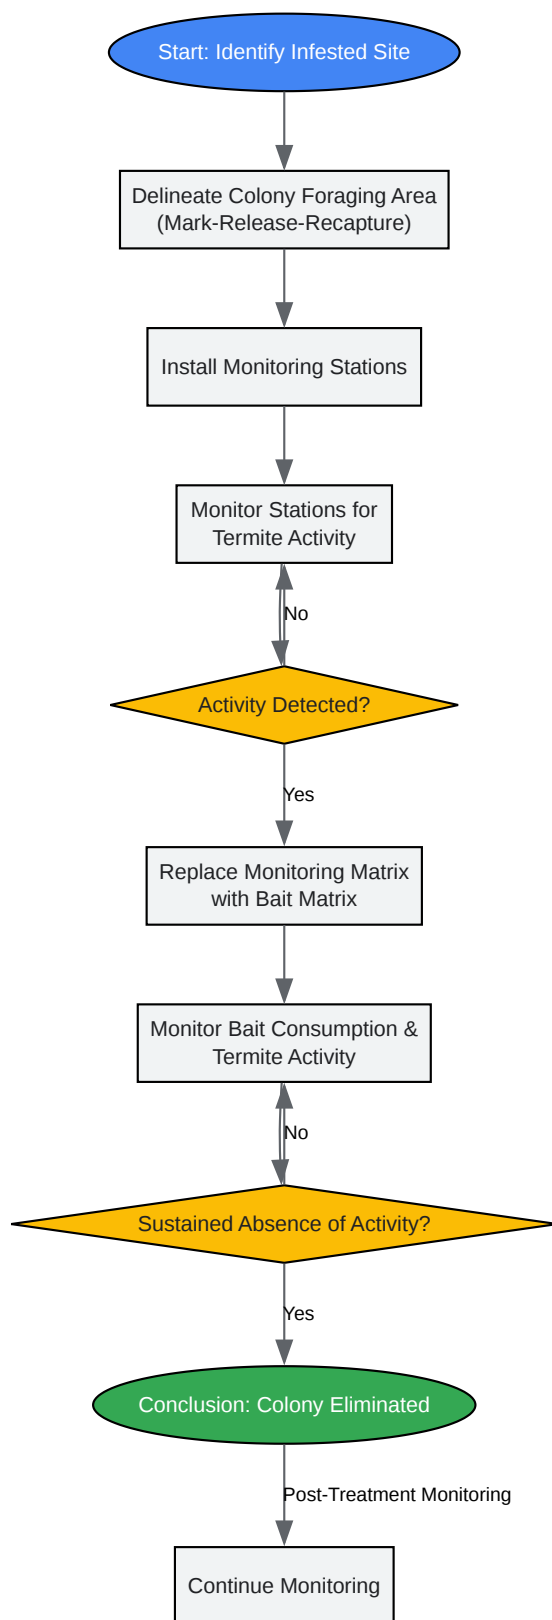 Start: Identify Infested Site
Delineate Colony Foraging Area
(Mark-Release-Recapture)
Install Monitoring Stations
Monitor Stations for
Termite Activity
No
Activity Detected?
Yes
Replace Monitoring Matrix
with Bait Matrix
Monitor Bait Consumption &
Termite Activity
No
Sustained Absence of Activity?
Yes
Conclusion: Colony Eliminated
Post-Treatment Monitoring
Continue Monitoring